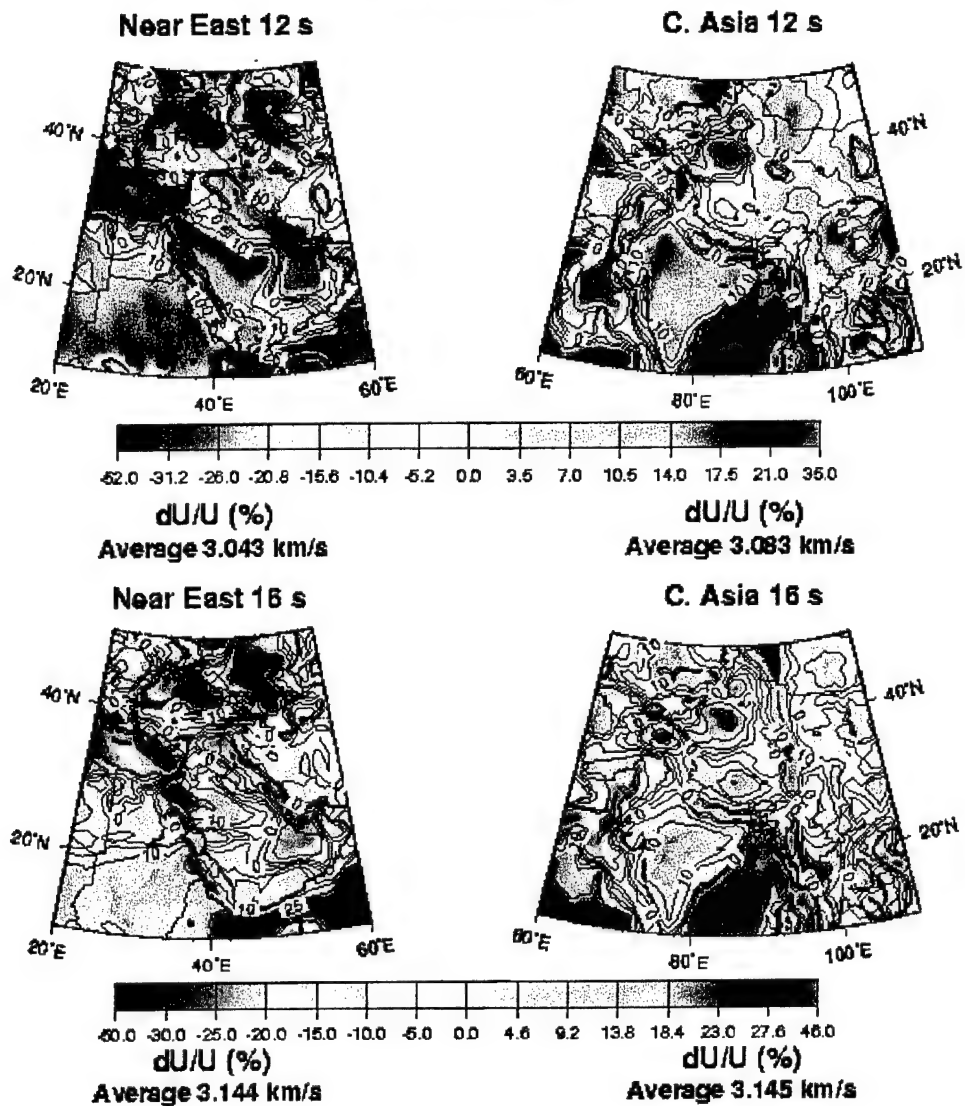 Near East 12 s
C. Asia 12 s
40°N
40°N
20°N
20°N
20°E
40°E
60°E
60°E
80°E
100°E
-52.0 -31.2 -26.0 -20.8 -15.6 -10.4 -5.2 0.0 3.5 7.0 10.5 14.0 17.5 21.0 35.0
dU/U (%)
dU/U (%)
Average 3.043 km/s
Average 3.083 km/s
Near East 16 s
C. Asia 16 s
40°N
40°N
20°N
20°N
10
10
25
20°E
40°E
60°E
60°E
80°E
100°E
-50.0 -30.0 -25.0 -20.0 -15.0 -10.0 -5.0 0.0 4.6 9.2 13.8 18.4 23.0 27.6 46.0
dU/U (%)
dU/U (%)
Average 3.144 km/s
Average 3.145 km/s